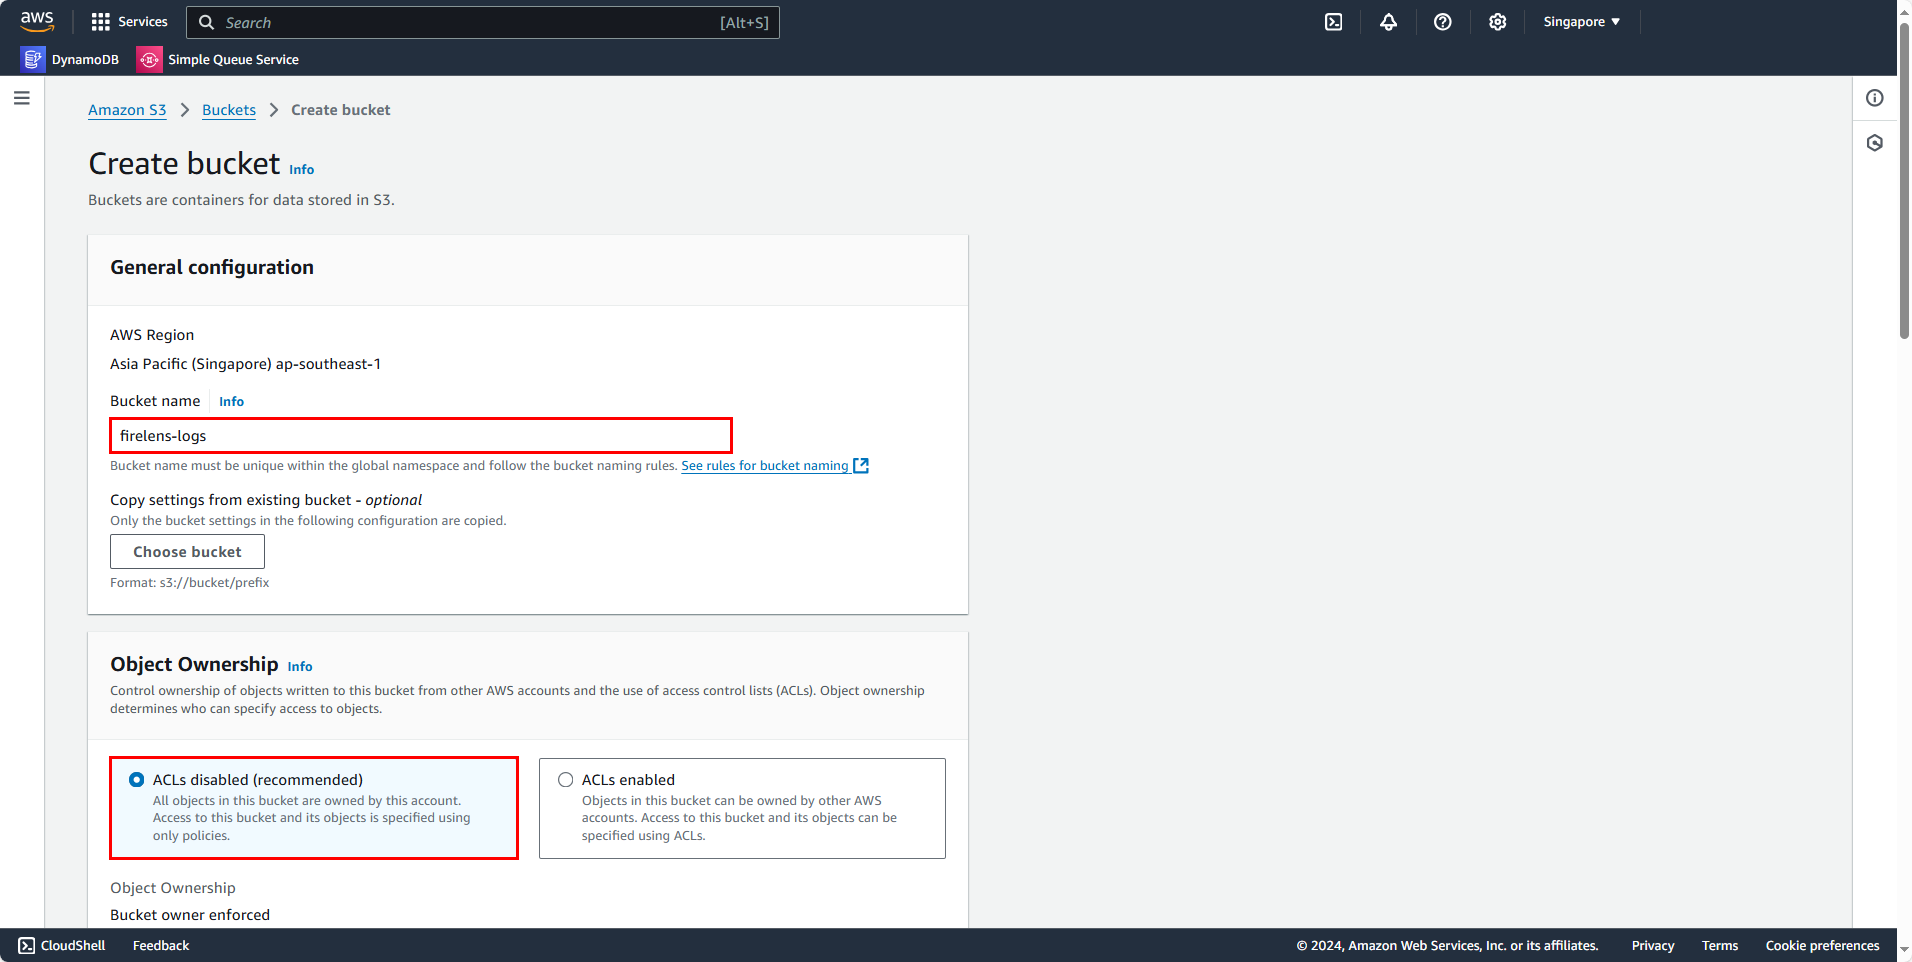 aws
Services
Search
[Alt+S]
Singapore
DynamoDB
Simple Queue Service
Amazon S3
Buckets
Create bucket
Create bucket Info
Buckets are containers for data stored in S3.
General configuration
AWS Region
Asia Pacific (Singapore) ap-southeast-1
Bucket name Info
firelens-logs
Bucket name must be unique within the global namespace and follow the bucket naming rules. See rules for bucket naming
Copy settings from existing bucket - optional
Only the bucket settings in the following configuration are copied.
Choose bucket
Format: s3://bucket/prefix
Object Ownership Info
Control ownership of objects written to this bucket from other AWS accounts and the use of access control lists (ACLs). Object ownership
determines who can specify access to objects.
ACLs disabled (recommended)
All objects in this bucket are owned by this account.
Access to this bucket and its objects is specified using
only policies.
ACLs enabled
Objects in this bucket can be owned by other AWS
accounts. Access to this bucket and its objects can be
specified using ACLs.
Object Ownership
Bucket owner enforced
CloudShell
Feedback
© 2024, Amazon Web Services, Inc. or its affiliates.
Privacy
Terms
Cookie preferences